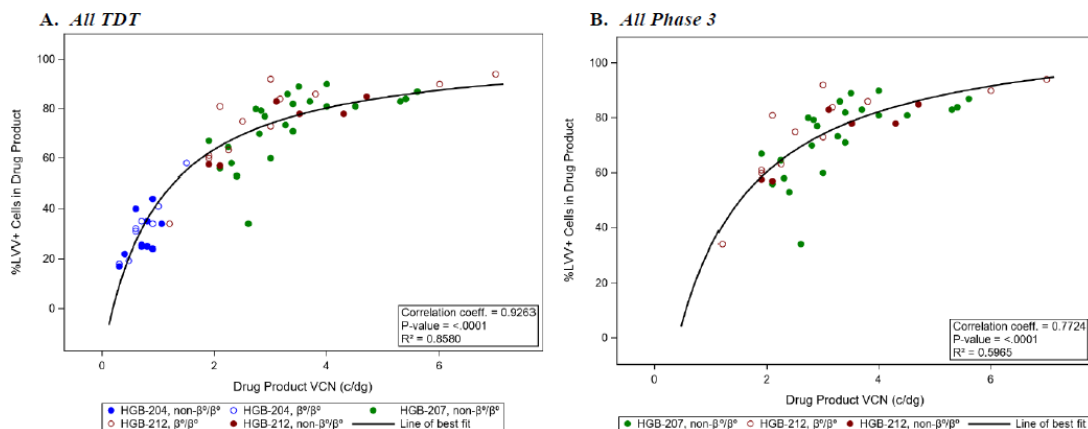 A. All TDT
%LVV+ Cells in Drug Product
100
80
60
40
20
0
0 2 4 6
Drug Product VCN (c/dg)
Correlation coeff. = 0.9263
P-value = <.0001
R² = 0.8580
HGB-204, non-β⁰/β⁰ HGB-204, β⁰/β⁰ HGB-207, non-β⁰/β⁰
HGB-212, β⁰/β⁰ HGB-212, non-β⁰/β⁰ Line of best fit
B. All Phase 3
%LVV+ Cells in Drug Product
100
80
60
40
20
0
0 2 4 6
Drug Product VCN (c/dg)
Correlation coeff. = 0.7724
P-value = <.0001
R² = 0.5965
HGB-207, non-β⁰/β⁰ HGB-212, β⁰/β⁰ HGB-212, non-β⁰/β⁰ Line of best fit